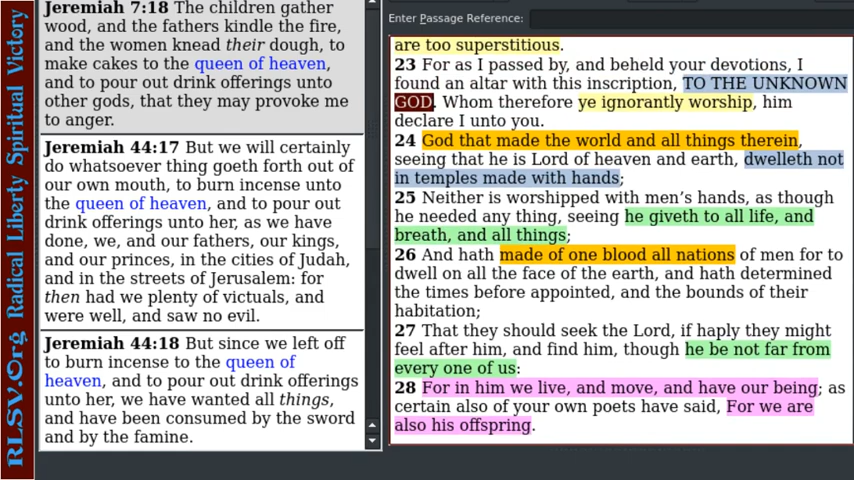 RLSV.Org Radical Liberty Spiritual Victory
Jeremiah 7:18 The children gather
wood, and the fathers kindle the fire,
and the women knead their dough, to
make cakes to the queen of heaven,
and to pour out drink offerings unto
other gods, that they may provoke me
to anger.
Jeremiah 44:17 But we will certainly
do whatsoever thing goeth forth out of
our own mouth, to burn incense unto
the queen of heaven, and to pour out
drink offerings unto her, as we have
done, we, and our fathers, our kings,
and our princes, in the cities of Judah,
and in the streets of Jerusalem: for
then had we plenty of victuals, and
were well, and saw no evil.
Jeremiah 44:18 But since we left off
to burn incense to the queen of
heaven, and to pour out drink offerings
unto her, we have wanted all things,
and have been consumed by the sword
and by the famine.
Enter Passage Reference:
are too superstitious.
23 For as I passed by, and beheld your devotions, I
found an altar with this inscription, TO THE UNKNOWN
GOD. Whom therefore ye ignorantly worship, him
declare I unto you.
24 God that made the world and all things therein,
seeing that he is Lord of heaven and earth, dwelleth not
in temples made with hands;
25 Neither is worshipped with men’s hands, as though
he needed any thing, seeing he giveth to all life, and
breath, and all things;
26 And hath made of one blood all nations of men for to
dwell on all the face of the earth, and hath determined
the times before appointed, and the bounds of their
habitation;
27 That they should seek the Lord, if haply they might
feel after him, and find him, though he be not far from
every one of us:
28 For in him we live, and move, and have our being; as
certain also of your own poets have said, For we are
also his offspring.